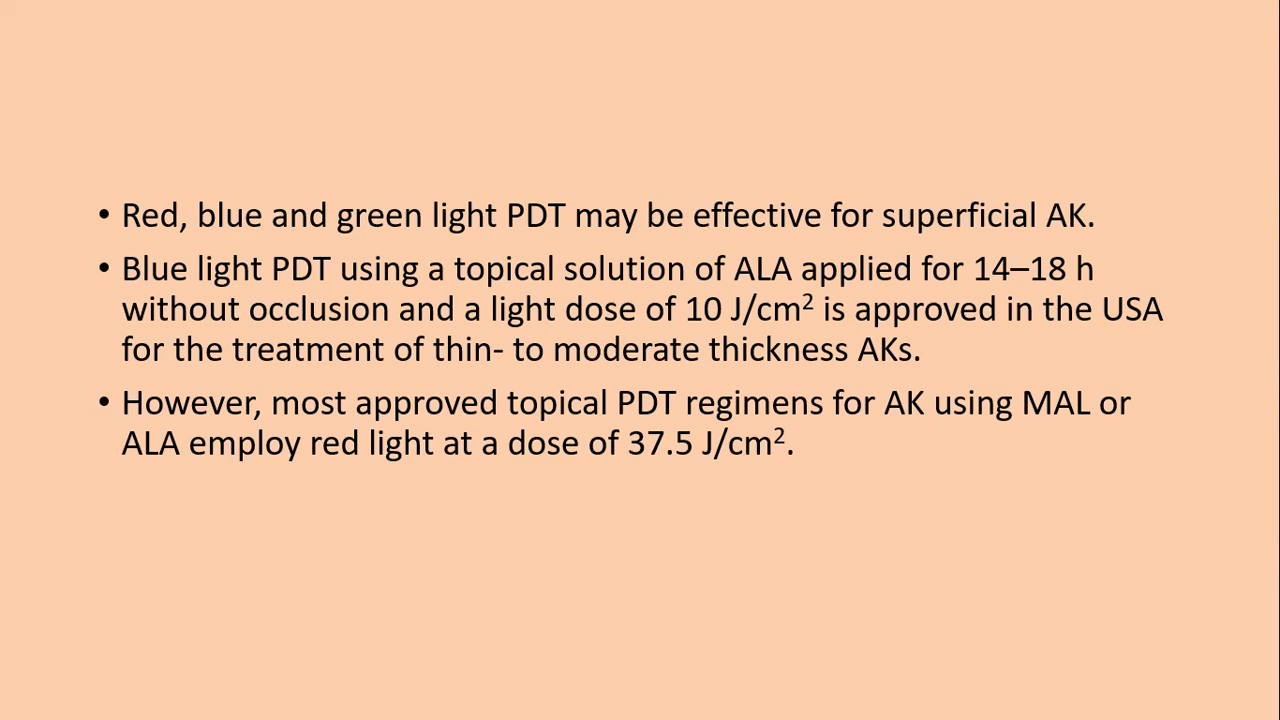 • Red, blue and green light PDT may be effective for superficial AK.
• Blue light PDT using a topical solution of ALA applied for 14–18 h
without occlusion and a light dose of 10 J/cm² is approved in the USA
for the treatment of thin- to moderate thickness AKs.
• However, most approved topical PDT regimens for AK using MAL or
ALA employ red light at a dose of 37.5 J/cm².